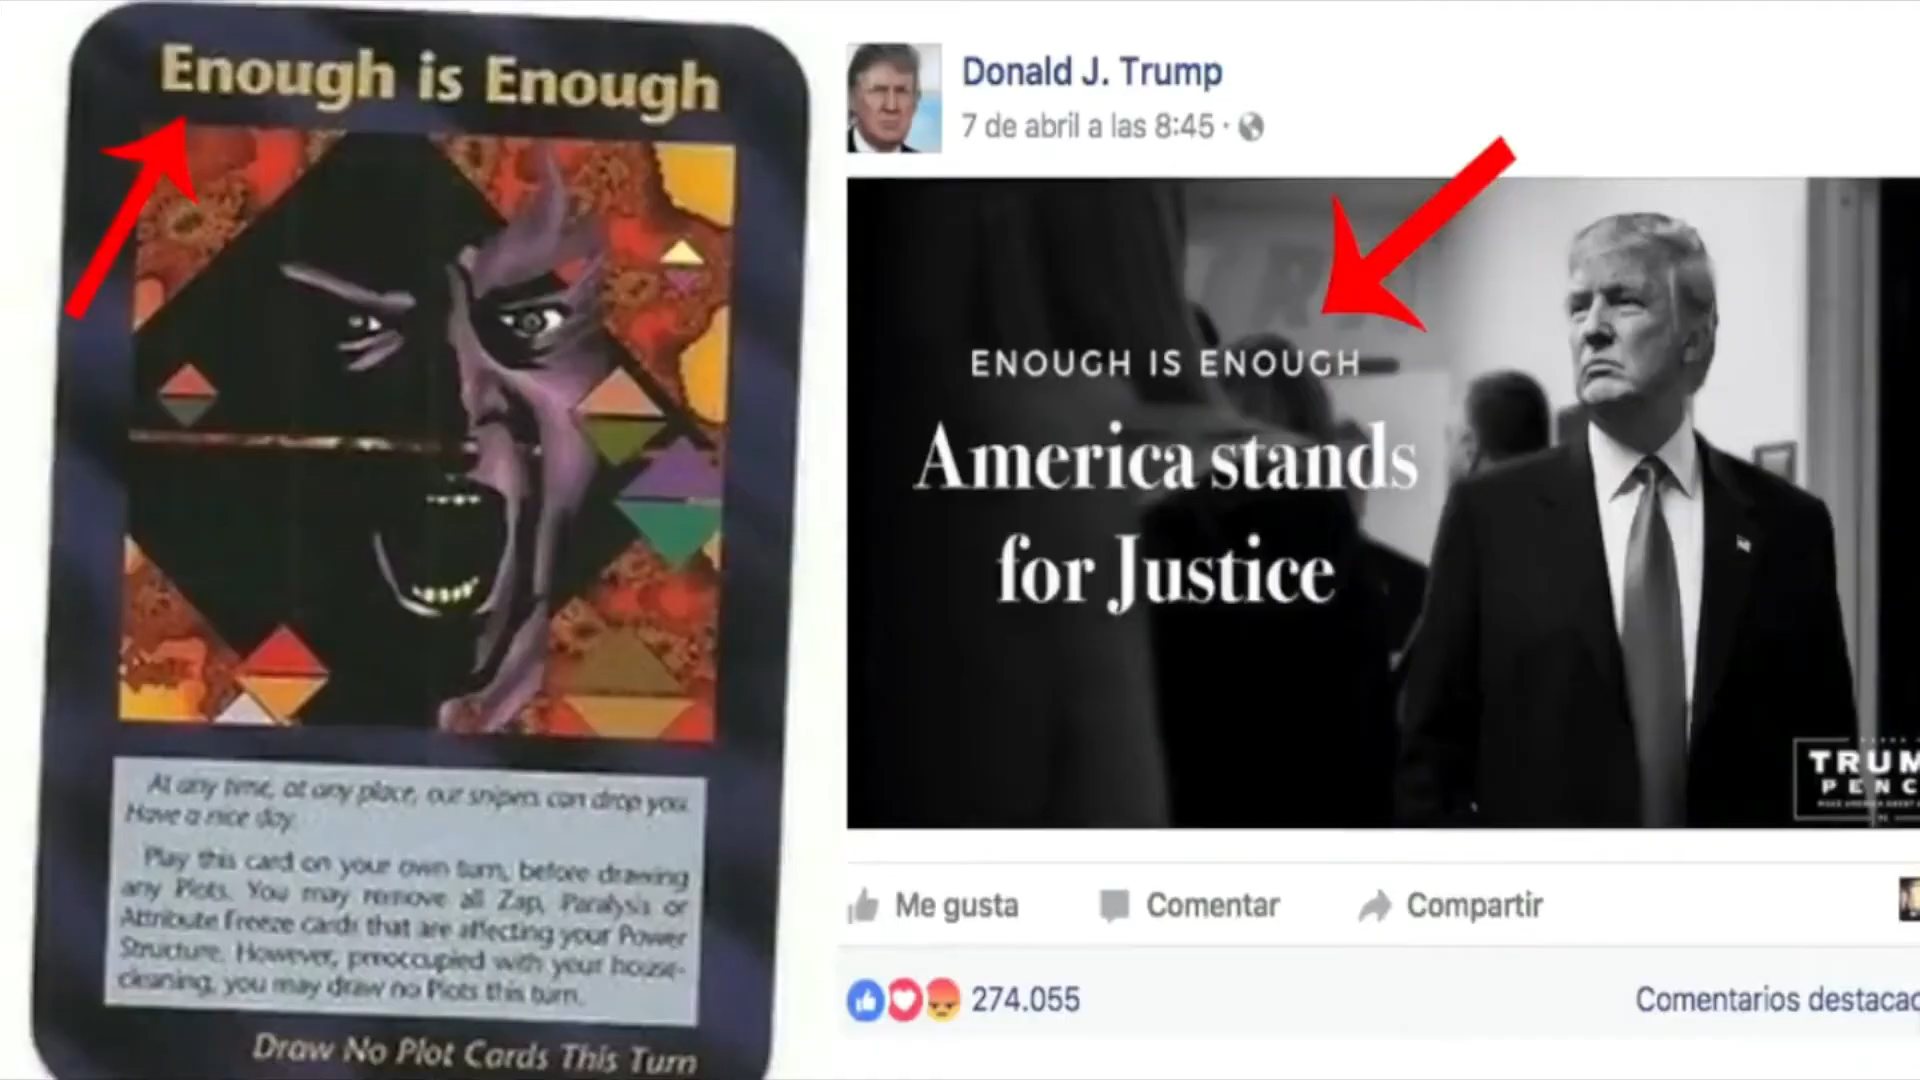 Enough is Enough
At any time, at any place, our snipers can drop you.
Have a nice day.
Play this card on your own turn, before drawing
any Plots. You may remove all Zap, Paralysis or
Attribute Freeze cards that are affecting your Power
Structure. However, preoccupied with your house-
cleaning, you may draw no Plots this turn.
Draw No Plot Cards This Turn
Donald J. Trump
7 de abril a las 8:45 ·
ENOUGH IS ENOUGH
America stands
for Justice
TRUM
PENC
Me gusta
Comentar
Compartir
274.055
Comentarios destacad